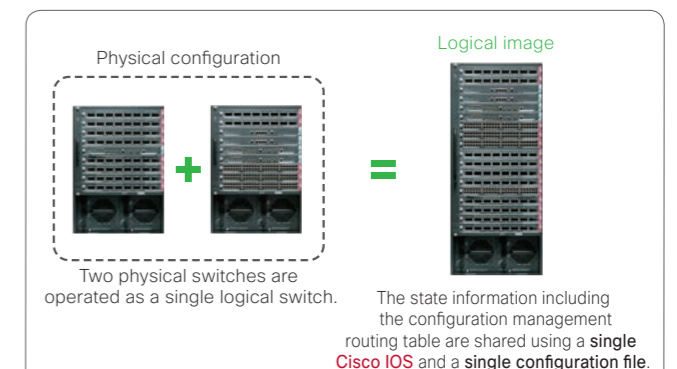 Physical configuration
Logical image
+
=
Two physical switches are
operated as a single logical switch.
The state information including
the configuration management
routing table are shared using a single
Cisco IOS and a single configuration file.